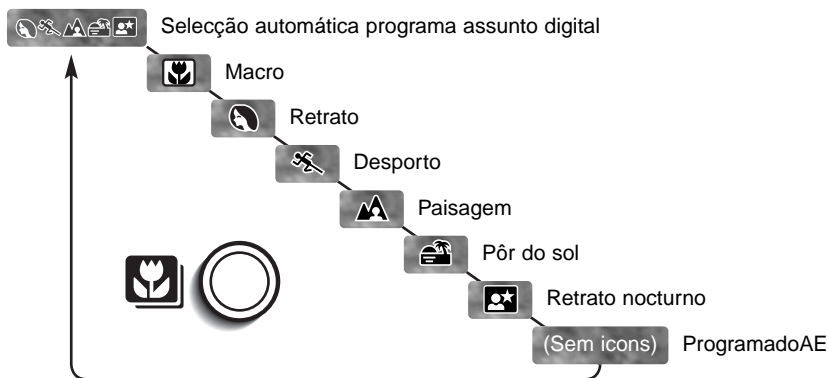 Selecção automática programa assunto digital
Macro
Retrato
Desporto
Paisagem
Pôr do sol
Retrato nocturno
(Sem icons) ProgramadoAE